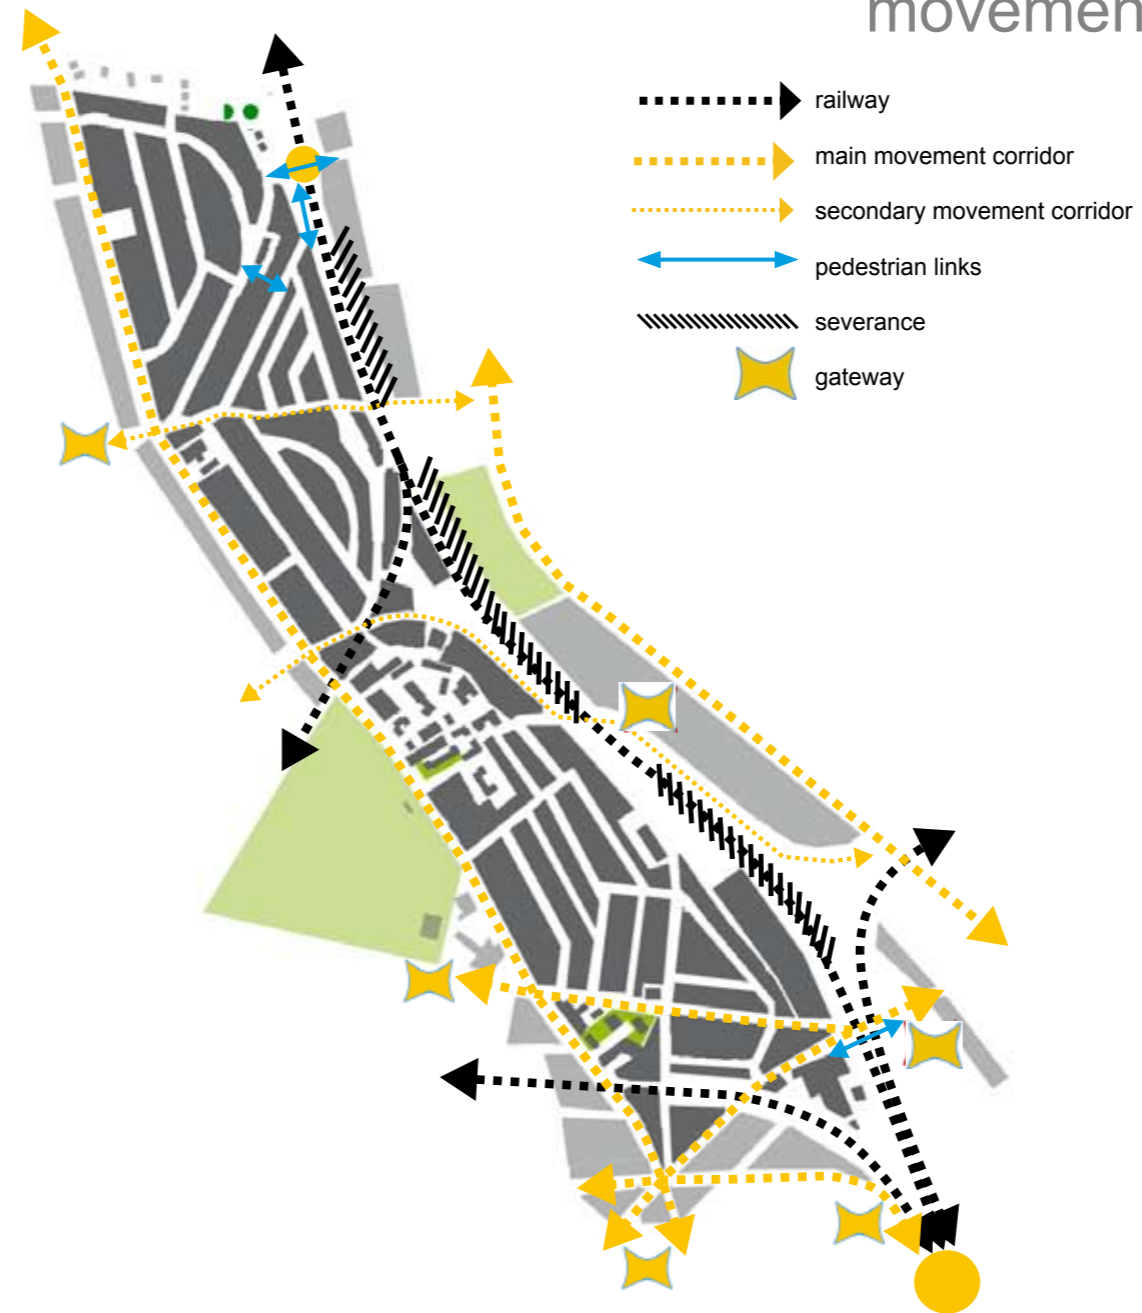 movemen
railway
main movement corridor
secondary movement corridor
pedestrian links
severance
gateway